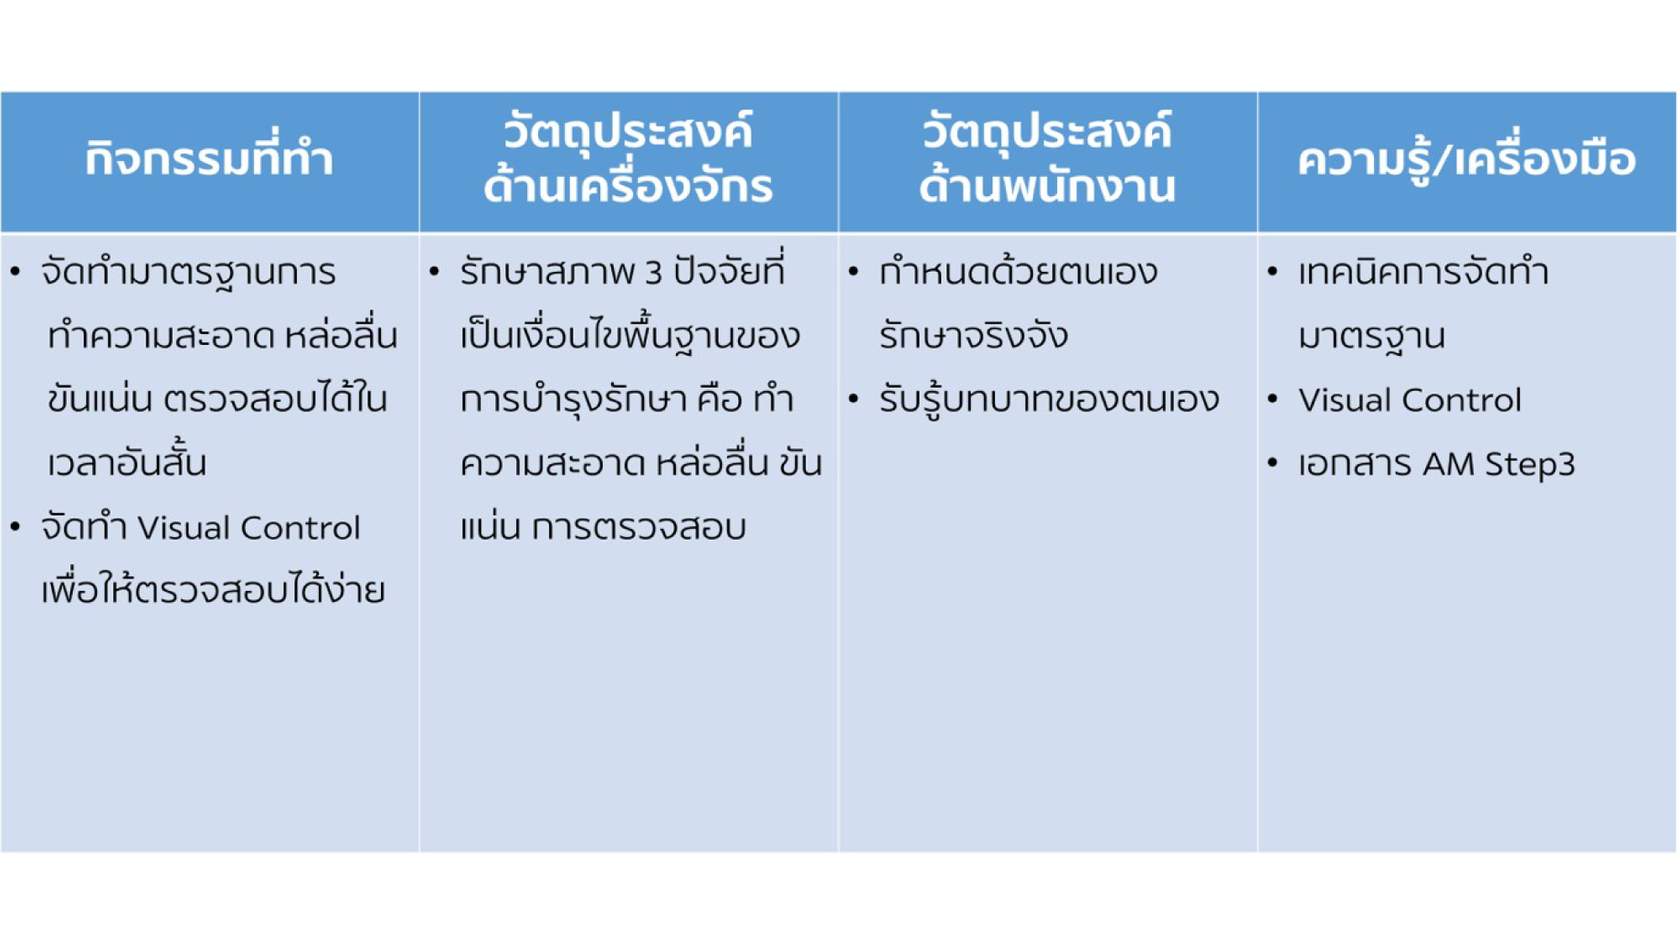 กิจกรรมที่ทำ
วัตถุประสงค์
ด้านเครื่องจักร
วัตถุประสงค์
ด้านพนักงาน
ความรู้/เครื่องมือ
• จัดทำมาตรฐานการ
ทำความสะอาด หล่อลื่น
ขันแน่น ตรวจสอบได้ใน
เวลาอันสั้น
• จัดทำ Visual Control
เพื่อให้ตรวจสอบได้ง่าย
• รักษาสภาพ 3 ปัจจัยที่
เป็นเงื่อนไขพื้นฐานของ
การบำรุงรักษา คือ ทำ
ความสะอาด หล่อลื่น ขัน
แน่น การตรวจสอบ
• กำหนดด้วยตนเอง
รักษาจริงจัง
• รับรู้บทบาทของตนเอง
• เทคนิคการจัดทำ
มาตรฐาน
• Visual Control
• เอกสาร AM Step3